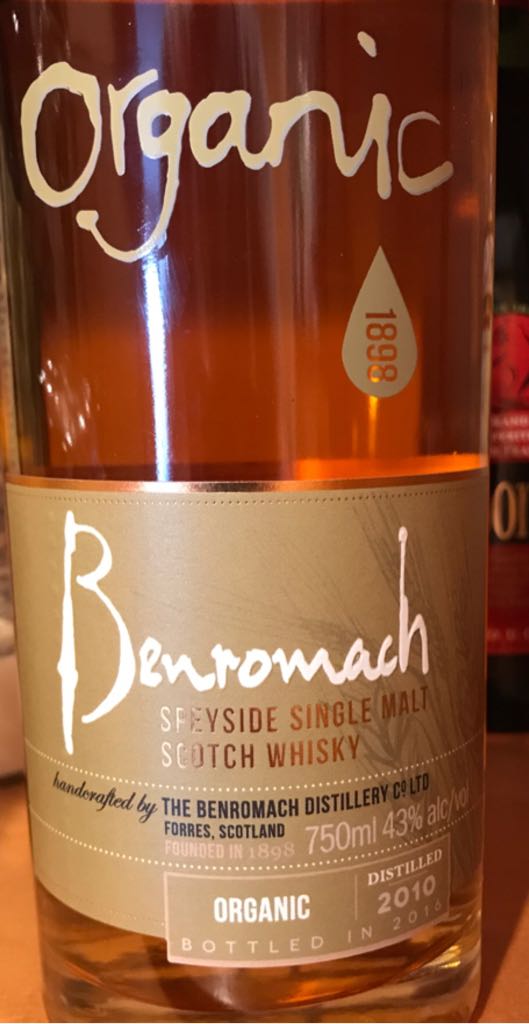 Organic
1898
Benromach
SPEYSIDE SINGLE MALT
SCOTCH WHISKY
handcrafted by THE BENROMACH DISTILLERY Cº LTD
FORRES, SCOTLAND
FOUNDED IN 1898
750ml 43% alc/vol
ORGANIC
DISTILLED
2010
BOTTLED IN 2016